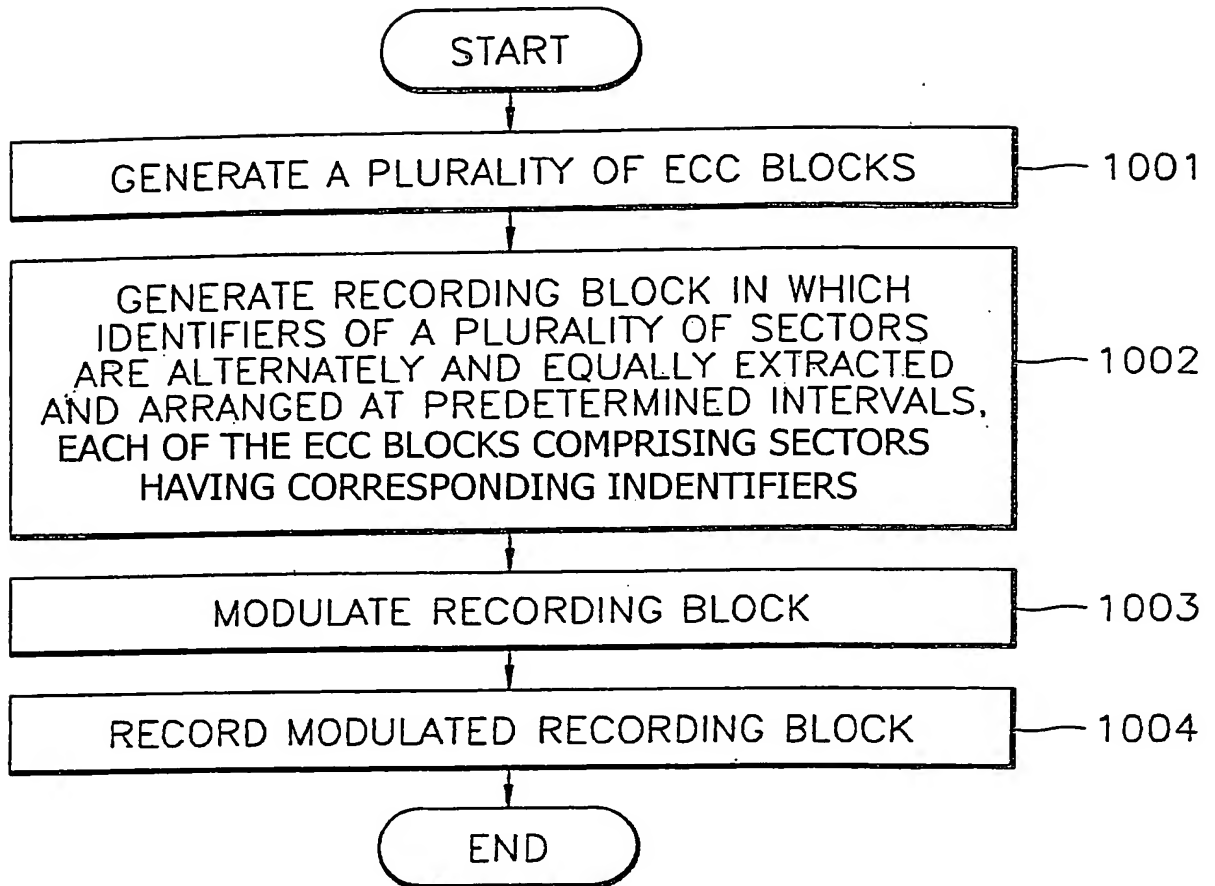 START
GENERATE A PLURALITY OF ECC BLOCKS
1001
GENERATE RECORDING BLOCK IN WHICH
IDENTIFIERS OF A PLURALITY OF SECTORS
ARE ALTERNATELY AND EQUALLY EXTRACTED
AND ARRANGED AT PREDETERMINED INTERVALS,
EACH OF THE ECC BLOCKS COMPRISING SECTORS
HAVING CORRESPONDING INDENTIFIERS
1002
MODULATE RECORDING BLOCK
1003
RECORD MODULATED RECORDING BLOCK
1004
END